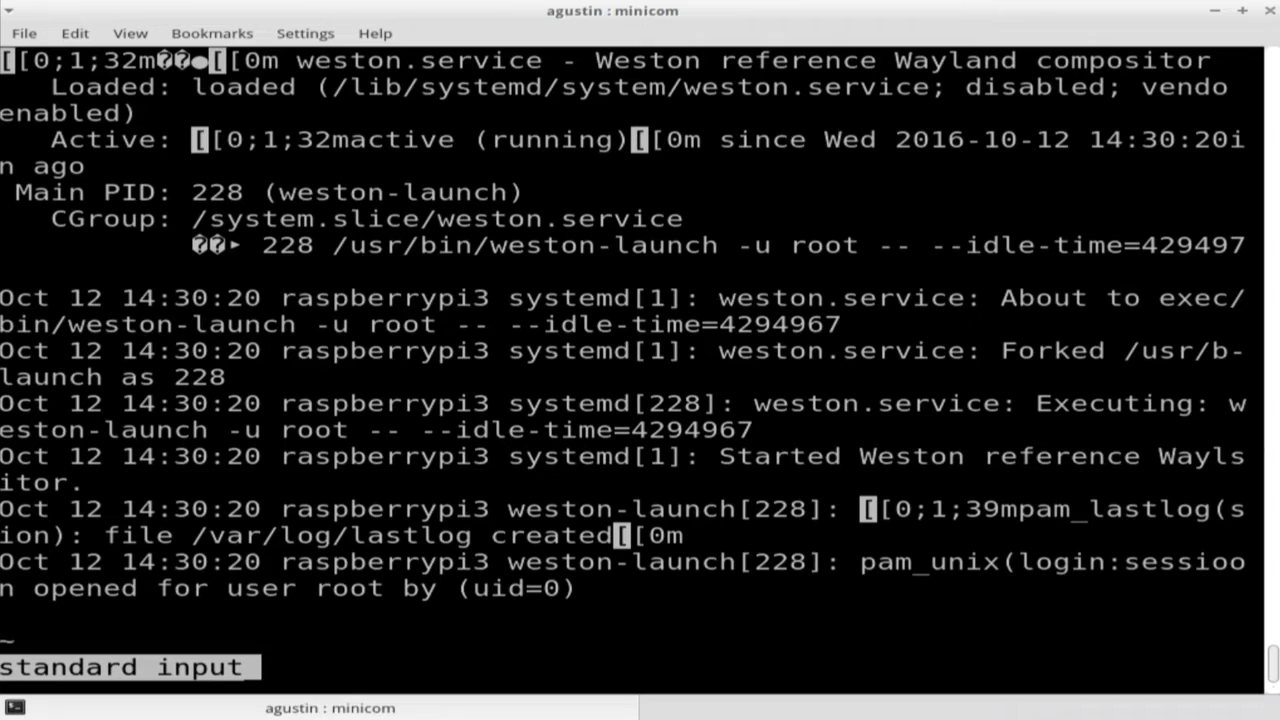 agustin : minicom
File Edit View Bookmarks Settings Help
[[0;1;32m��●[[0m weston.service - Weston reference Wayland compositor
Loaded: loaded (/lib/systemd/system/weston.service; disabled; vendo
enabled)
Active: [[0;1;32mactive (running)[[0m since Wed 2016-10-12 14:30:20i
n ago
Main PID: 228 (weston-launch)
CGroup: /system.slice/weston.service
��▸ 228 /usr/bin/weston-launch -u root -- --idle-time=429497
Oct 12 14:30:20 raspberrypi3 systemd[1]: weston.service: About to exec/
bin/weston-launch -u root -- --idle-time=4294967
Oct 12 14:30:20 raspberrypi3 systemd[1]: weston.service: Forked /usr/b-
launch as 228
Oct 12 14:30:20 raspberrypi3 systemd[228]: weston.service: Executing: w
eston-launch -u root -- --idle-time=4294967
Oct 12 14:30:20 raspberrypi3 systemd[1]: Started Weston reference Wayls
itor.
Oct 12 14:30:20 raspberrypi3 weston-launch[228]: [[0;1;39mpam_lastlog(s
ion): file /var/log/lastlog created[[0m
Oct 12 14:30:20 raspberrypi3 weston-launch[228]: pam_unix(login:sessioo
n opened for user root by (uid=0)
~
standard input
agustin : minicom